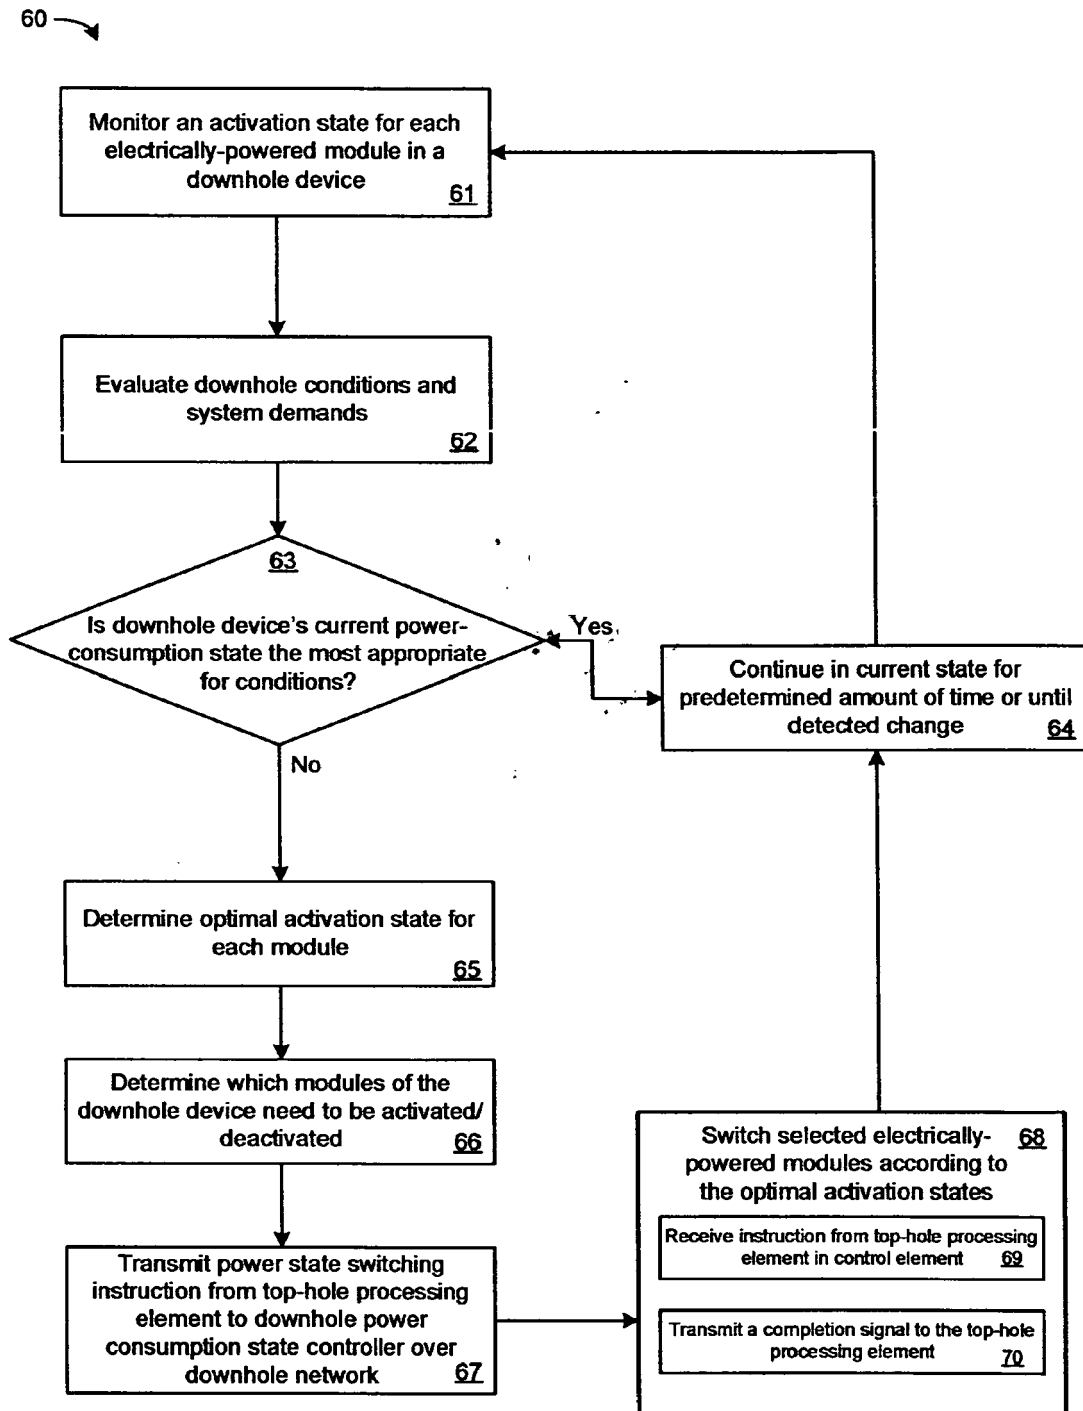 60
Monitor an activation state for each
electrically-powered module in a
downhole device
61
Evaluate downhole conditions and
system demands
62
63
Is downhole device's current power-
consumption state the most appropriate
for conditions?
Yes
No
Continue in current state for
predetermined amount of time or until
detected change
64
Determine optimal activation state for
each module
65
Determine which modules of the
downhole device need to be activated/
deactivated
66
Transmit power state switching
instruction from top-hole processing
element to downhole power
consumption state controller over
downhole network
67
Switch selected electrically-
68
powered modules according to
the optimal activation states
Receive instruction from top-hole processing
element in control element
69
Transmit a completion signal to the top-hole
processing element
70